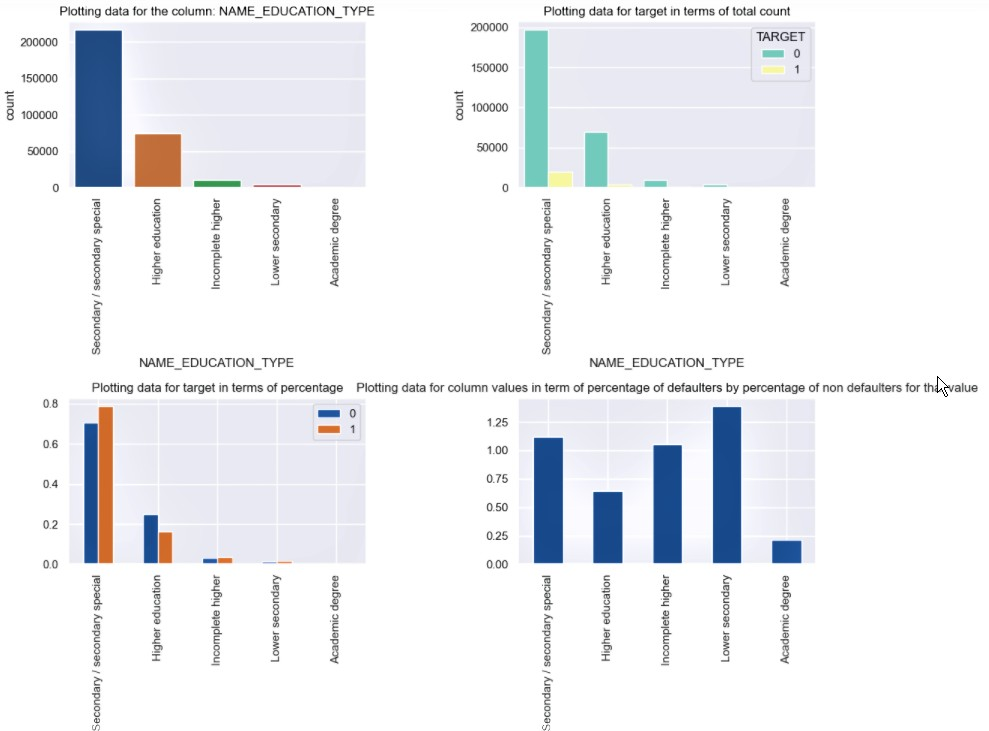 Plotting data for the column: NAME_EDUCATION_TYPE
200000
150000
100000
50000
0
count
Secondary / secondary special
Higher education
Incomplete higher
Lower secondary
Academic degree
NAME_EDUCATION_TYPE
Plotting data for target in terms of total count
200000
150000
100000
50000
0
count
TARGET
0
1
Secondary / secondary special
Higher education
Incomplete higher
Lower secondary
Academic degree
NAME_EDUCATION_TYPE
Plotting data for target in terms of percentage
0.8
0.6
0.4
0.2
0.0
0
1
Secondary / secondary special
Higher education
Incomplete higher
Lower secondary
Academic degree
Plotting data for column values in term of percentage of defaulters by percentage of non defaulters for value
1.25
1.00
0.75
0.50
0.25
0.00
Secondary / secondary special
Higher education
Incomplete higher
Lower secondary
Academic degree